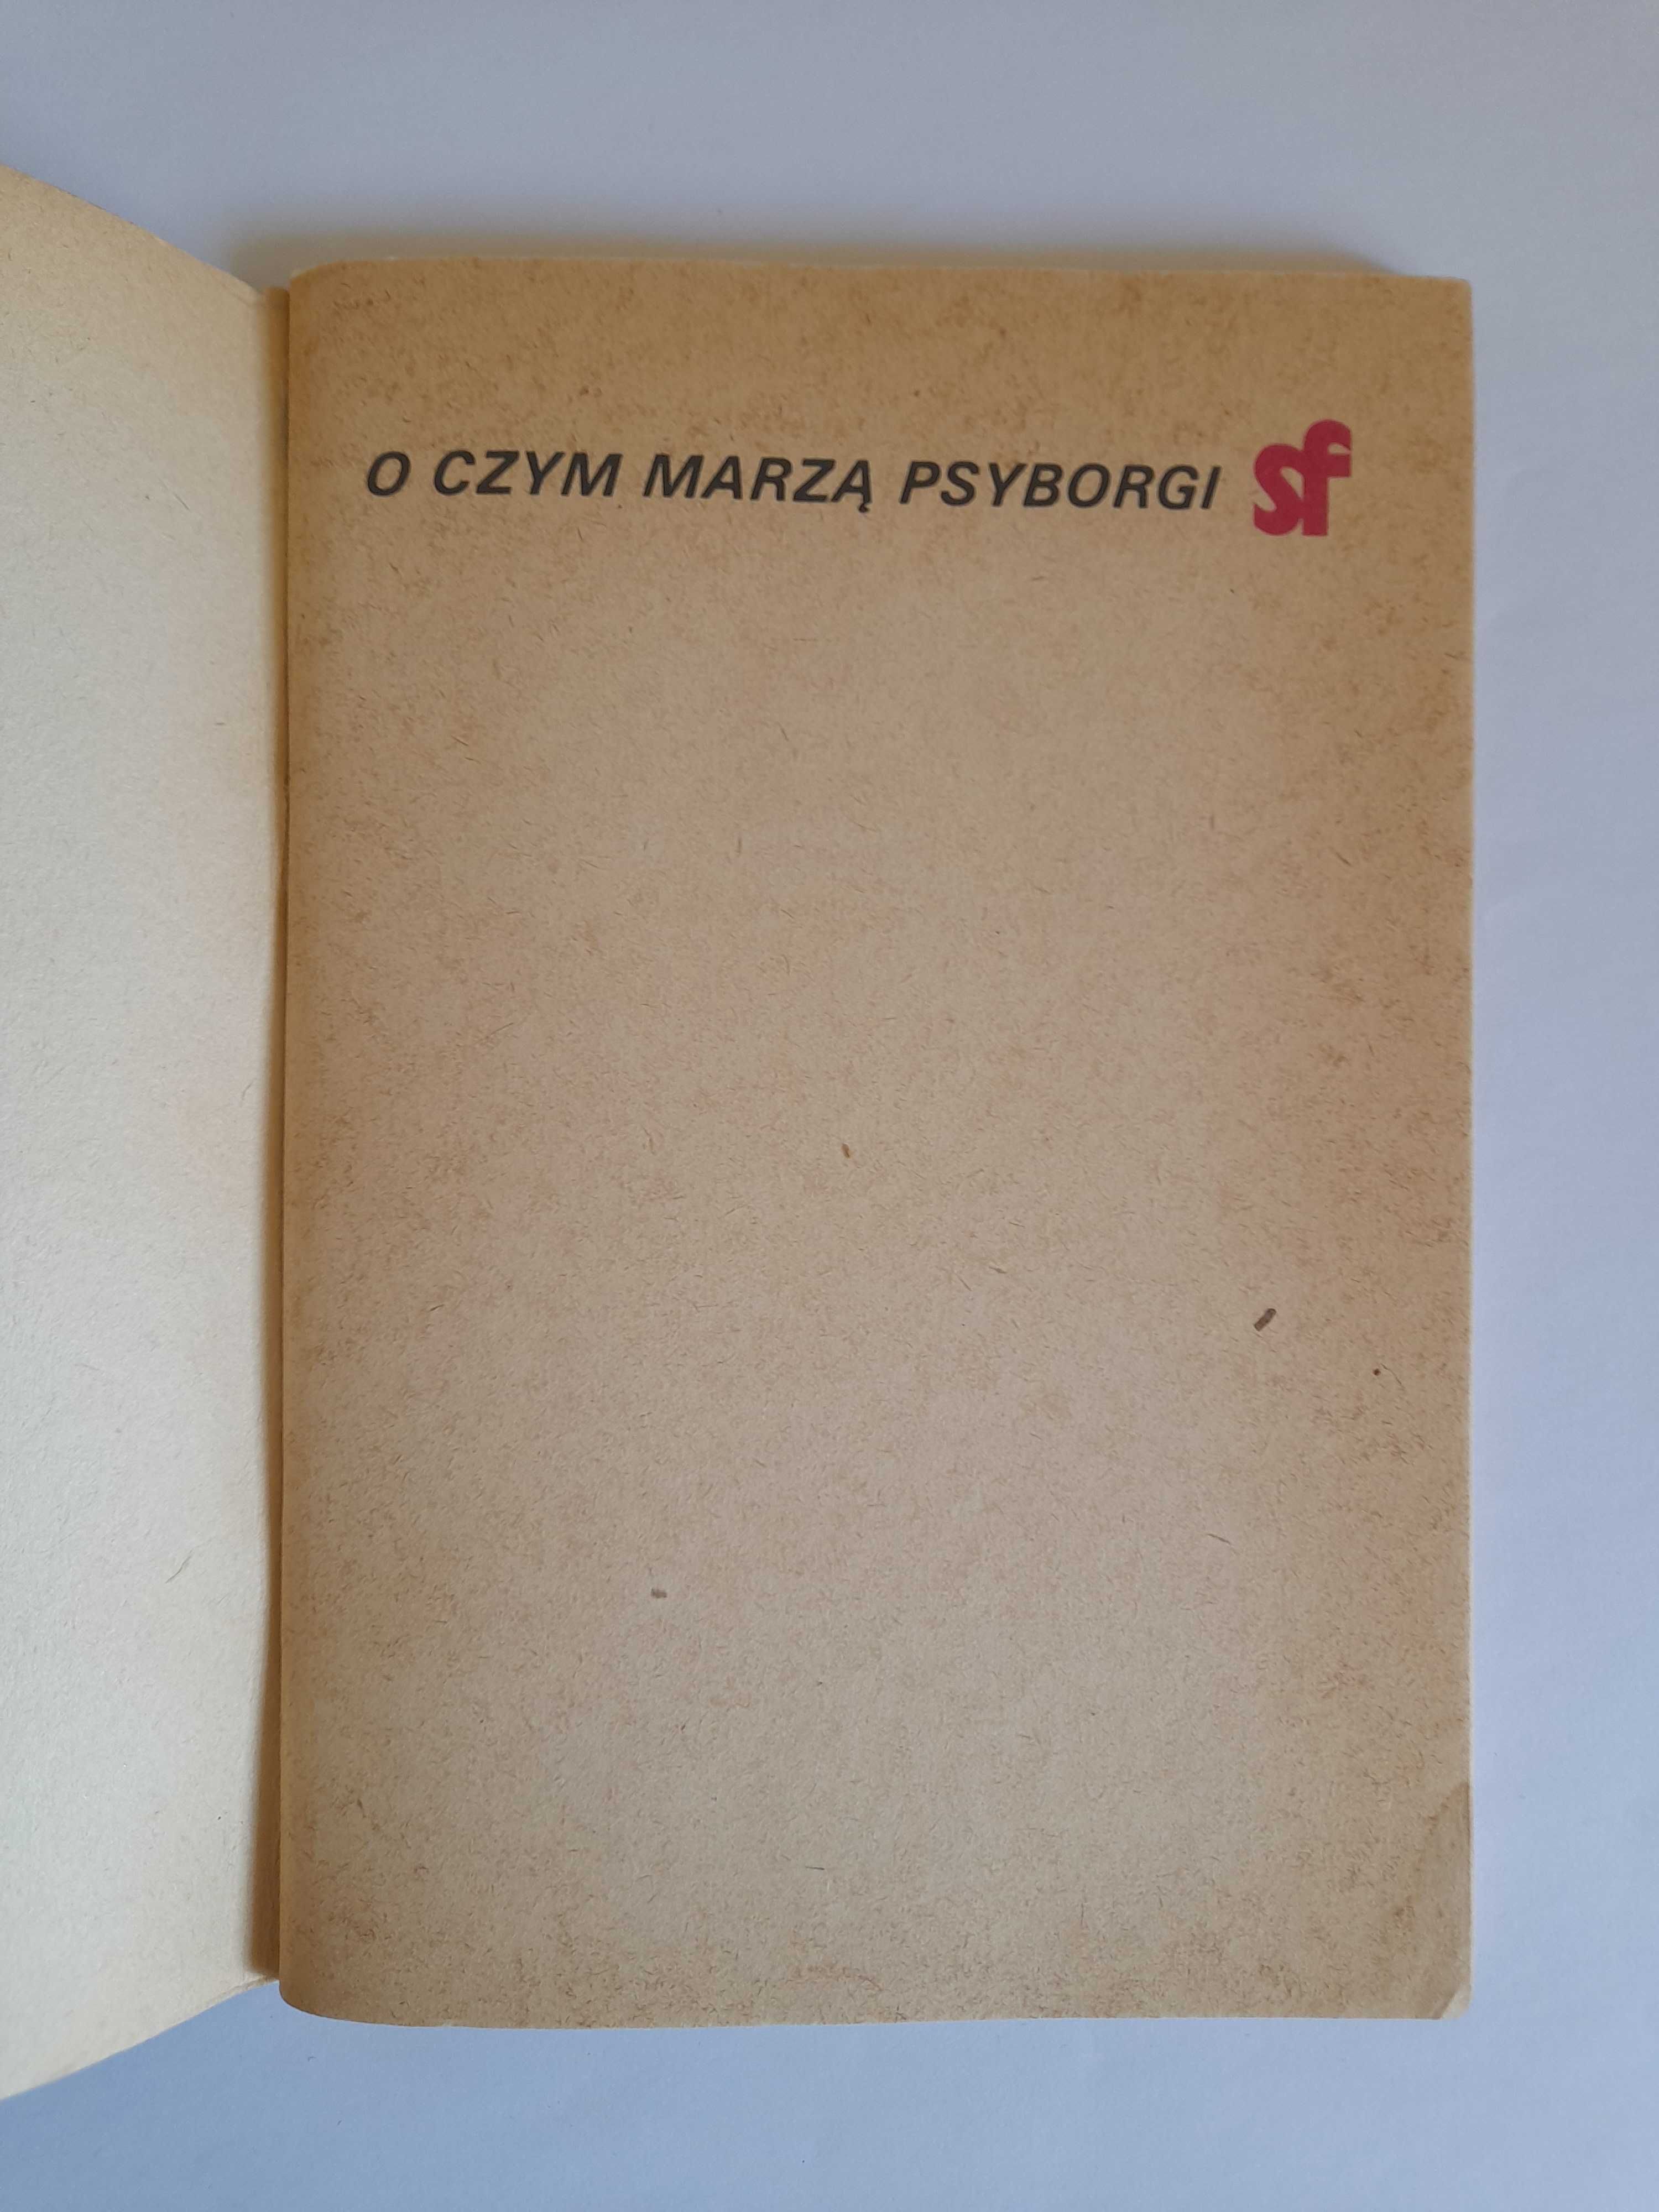 O CZYM MARZĄ PSYBORGI sf